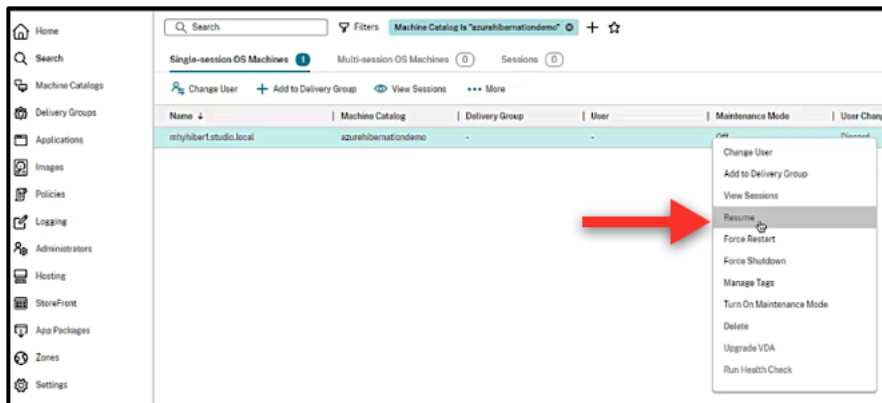 Home
Search
Machine Catalogs
Delivery Groups
Applications
Images
Policies
Logging
Administrators
Hosting
StoreFront
App Packages
Zones
Settings
Search Filters Machine Catalog Is "azurehibernationdemo"
Single-session OS Machines 1 Multi-session OS Machines (0) Sessions (0)
Change User Add to Delivery Group View Sessions More
Name Machine Catalog Delivery Group User Maintenance Mode User Chang
mhyhibert.studio.local azurehibernationdemo - - Off Discard
Change User
Add to Delivery Group
View Sessions
Resume
Force Restart
Force Shutdown
Manage Tags
Turn On Maintenance Mode
Delete
Upgrade VDA
Run Health Check